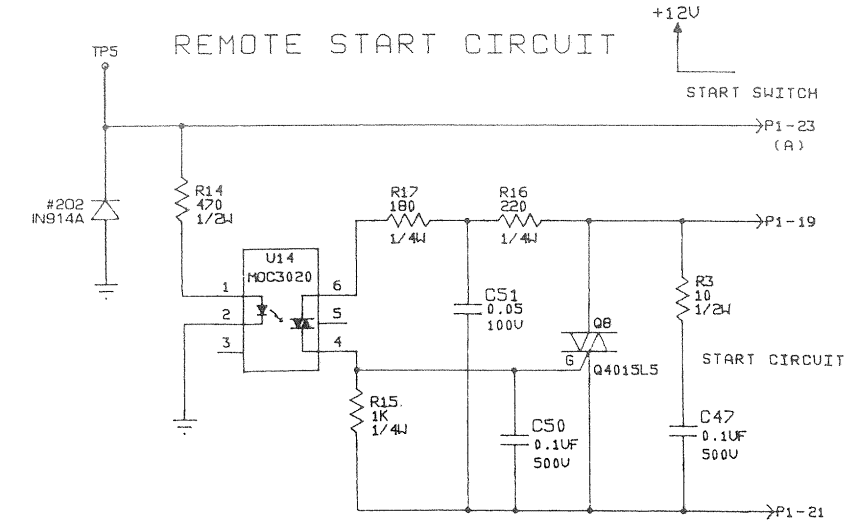 +12V
REMOTE START CIRCUIT
TP5
START SWITCH
P1-23
(A)
R14
470
1/2W
#202
IN914A
R17
180
1/4W
R16
220
1/4W
P1-19
U14
MOC3020
1
2
3
6
5
4
C51
0.05
100V
R3
10
1/2W
Q8
G
Q4015L5
START CIRCUIT
R15
1K
1/4W
C50
0.1UF
500V
C47
0.1UF
500V
P1-21